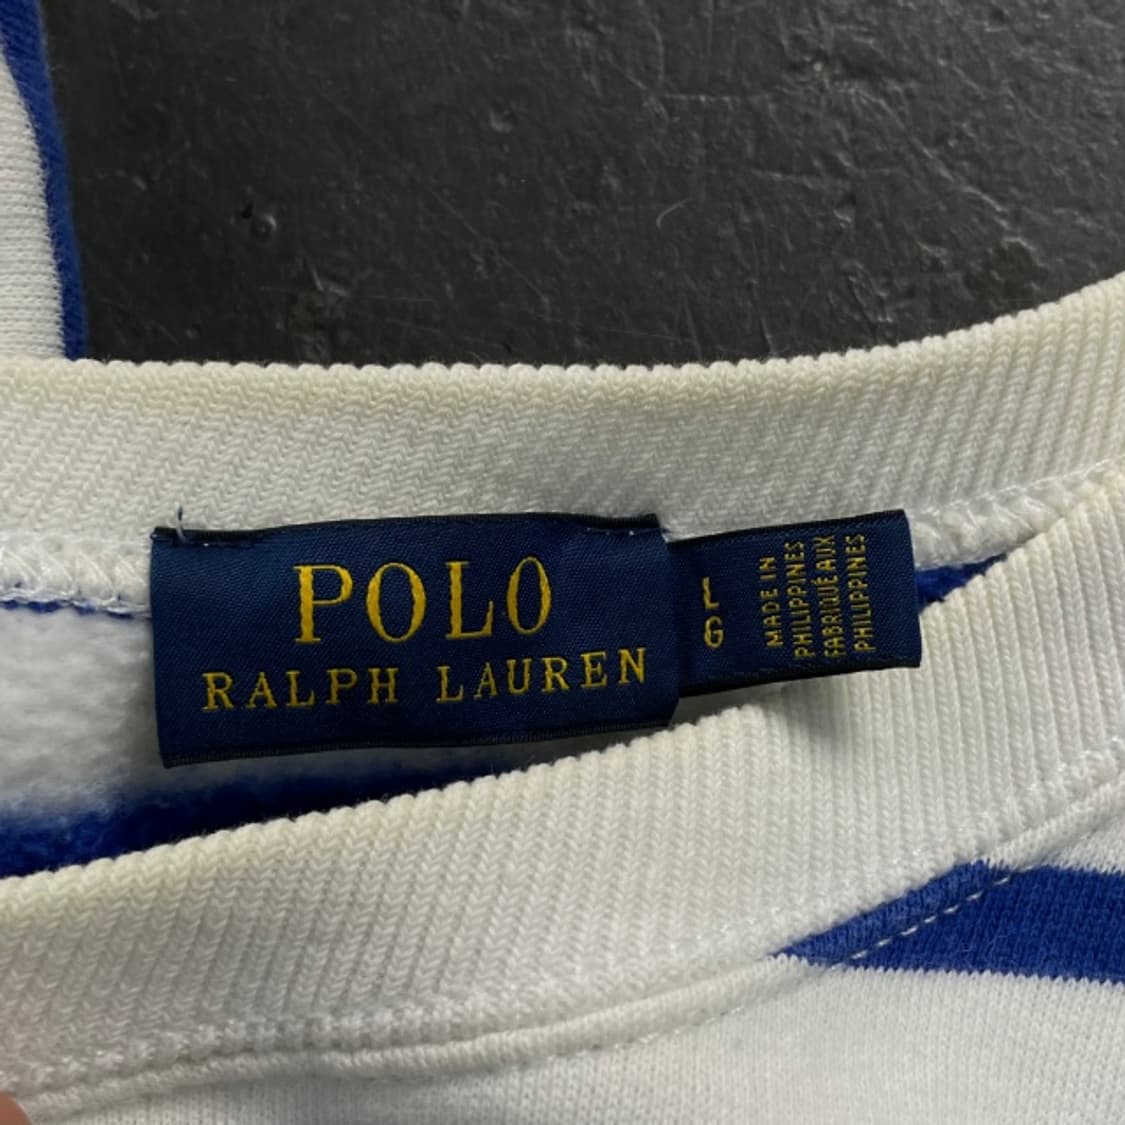 POLO
RALPH LAUREN
L
G
MADE IN
PHILIPPINES
FABRIQUÉ AUX
PHILIPPINES